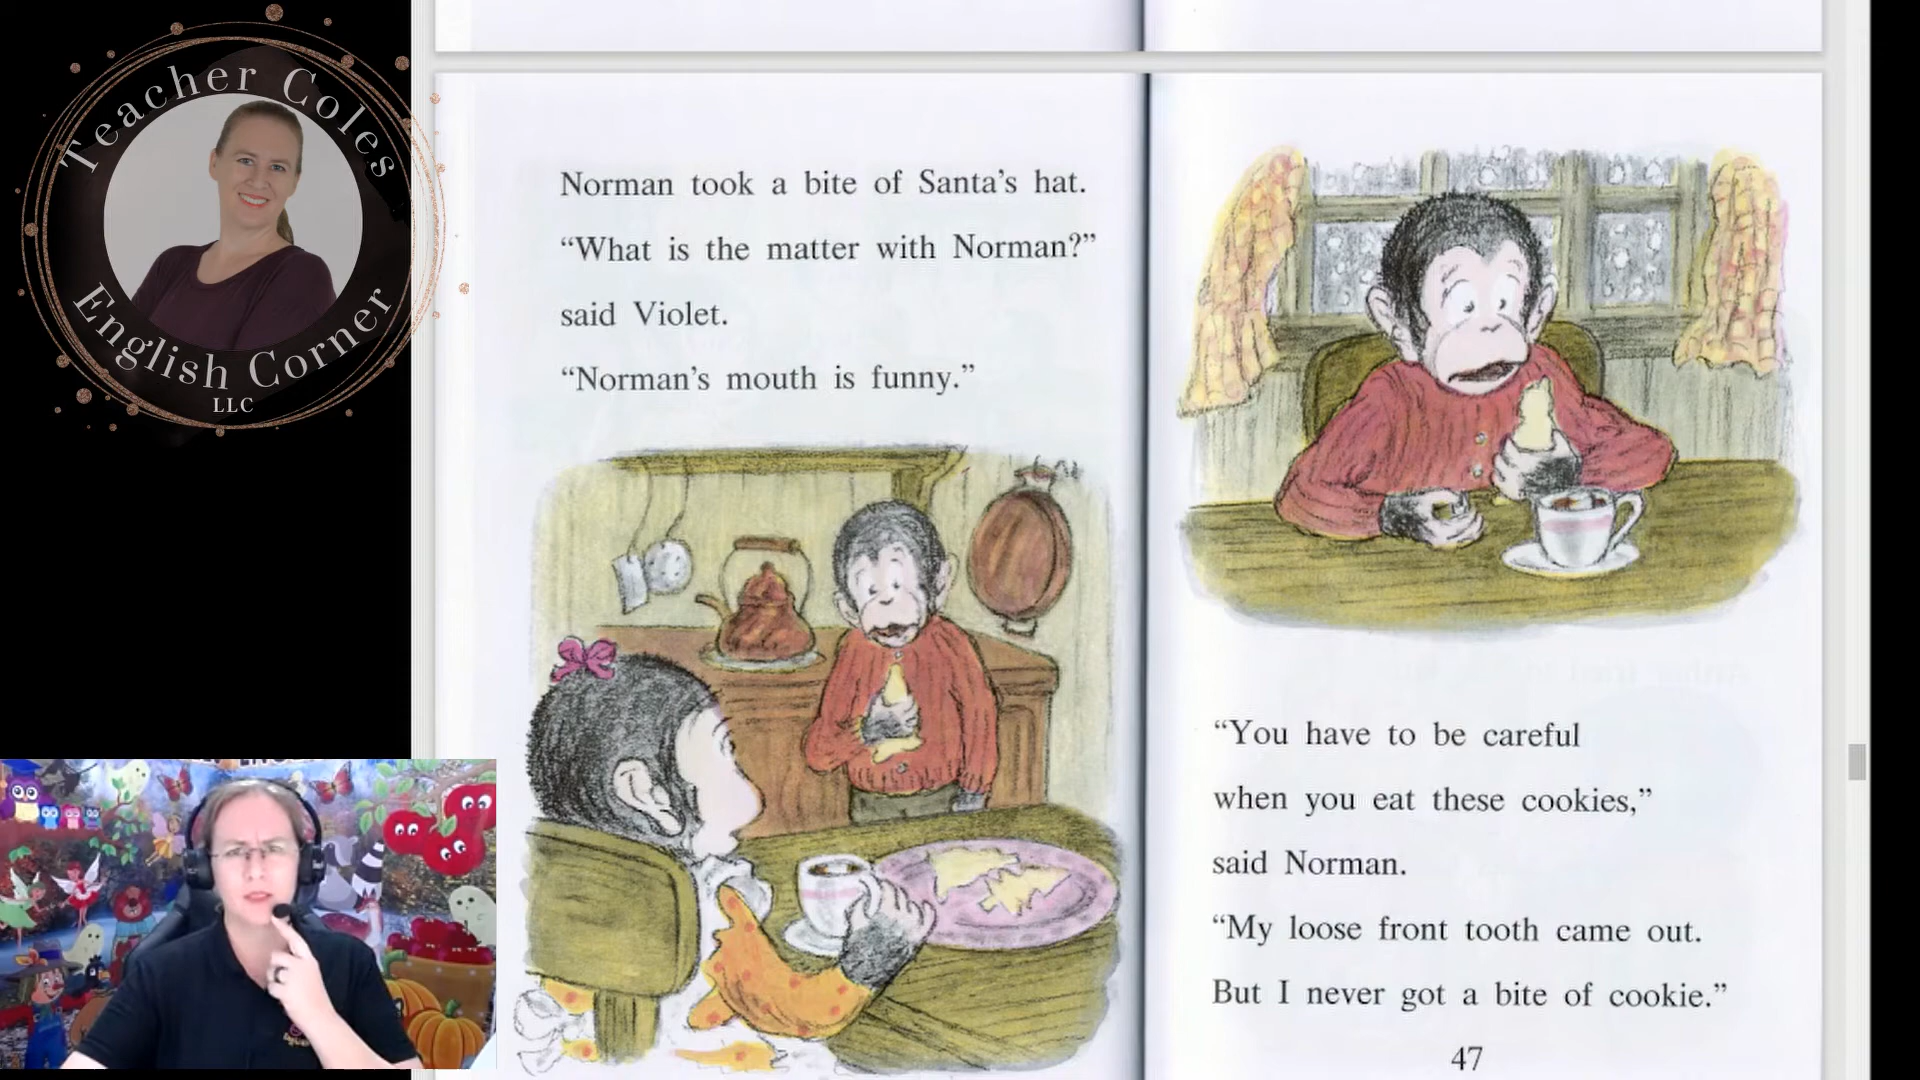 Teacher Coles
English Corner
LLC
Norman took a bite of Santa's hat.
“What is the matter with Norman?”
said Violet.
“Norman's mouth is funny.”
“You have to be careful
when you eat these cookies,”
said Norman.
“My loose front tooth came out.
But I never got a bite of cookie.”
47